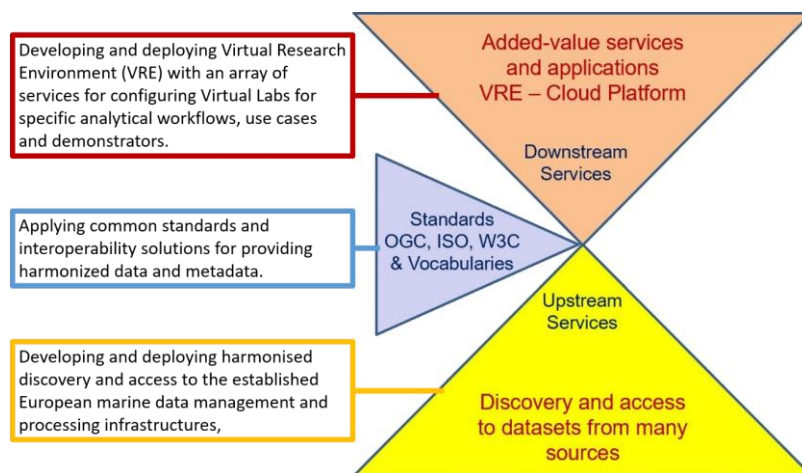 Developing and deploying Virtual Research
Environment (VRE) with an array of
services for configuring Virtual Labs for
specific analytical workflows, use cases
and demonstrators.
Added-value services
and applications
VRE – Cloud Platform
Downstream
Services
Applying common standards and
interoperability solutions for providing
harmonized data and metadata.
Standards
OGC, ISO, W3C
& Vocabularies
Upstream
Services
Developing and deploying harmonised
discovery and access to the established
European marine data management and
processing infrastructures,
Discovery and access
to datasets from many
sources